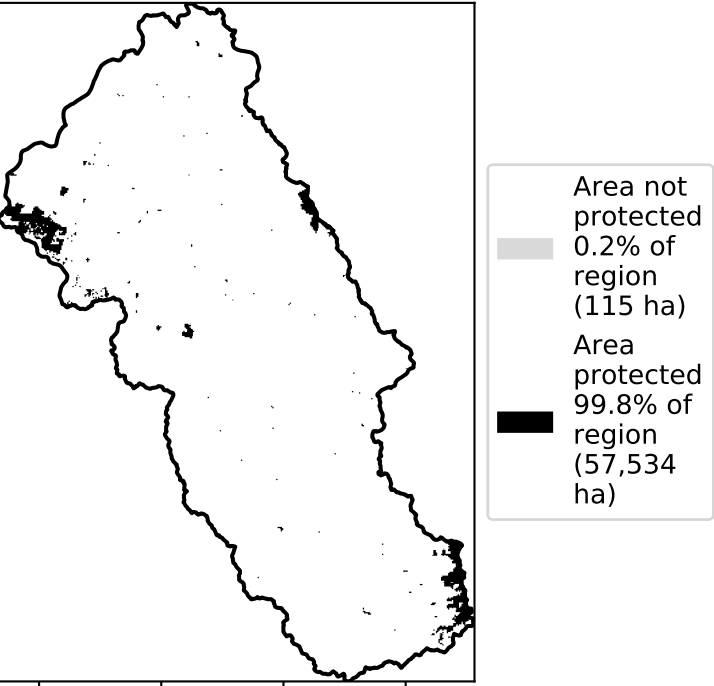 Area not
protected
0.2% of
region
(115 ha)
Area
protected
99.8% of
region
(57,534
ha)